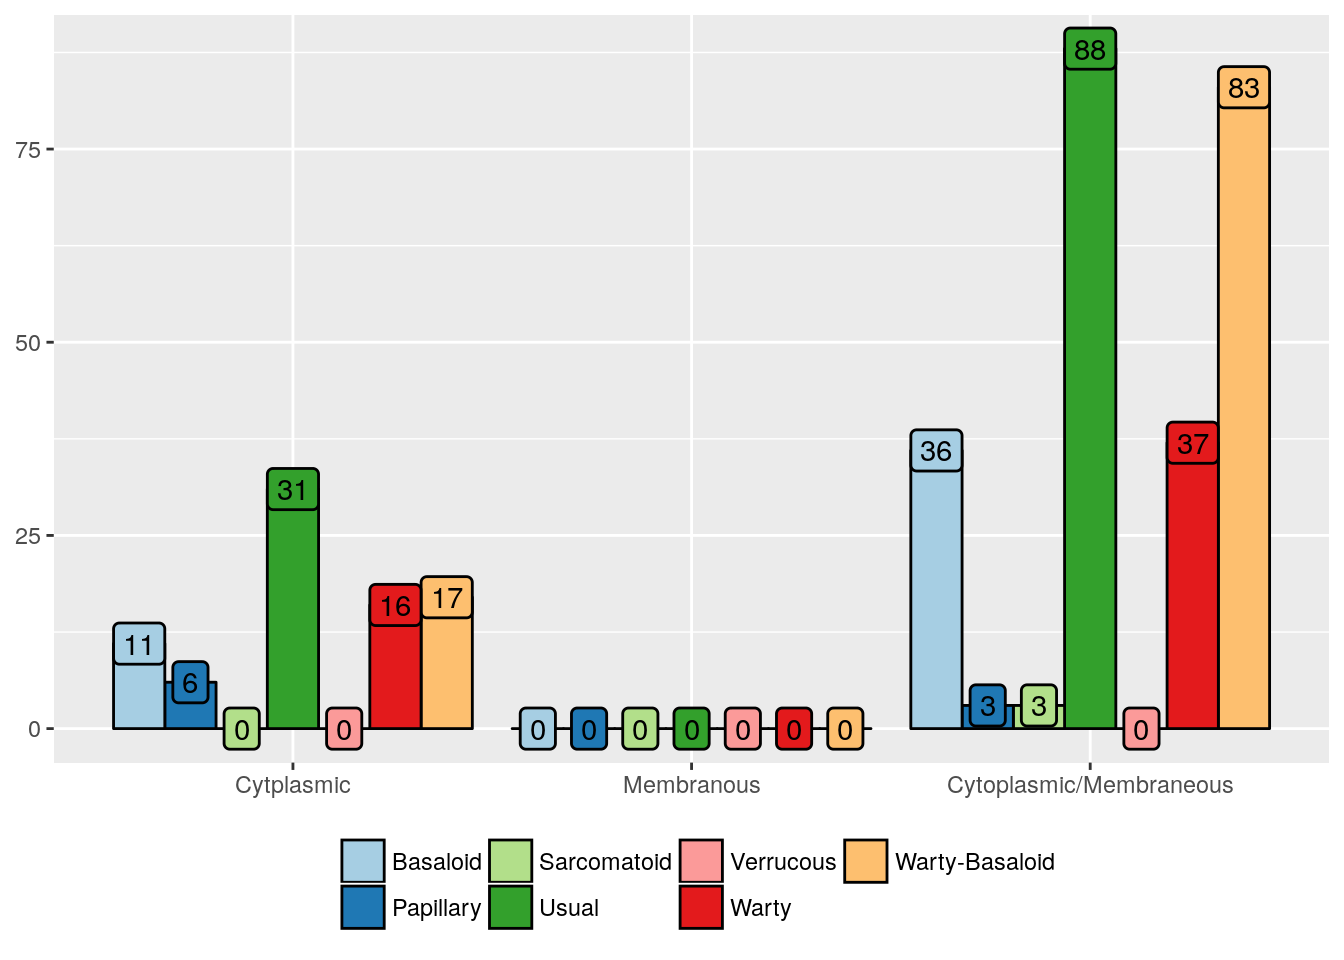 88
83
75
50
36
37
31
25
16
17
11
6
3
3
0
0
0
0
0
0
0
0
0
0
0
Cytplasmic
Membranous
Cytoplasmic/Membraneous
Basaloid
Sarcomatoid
Verrucous
Warty-Basaloid
Papillary
Usual
Warty